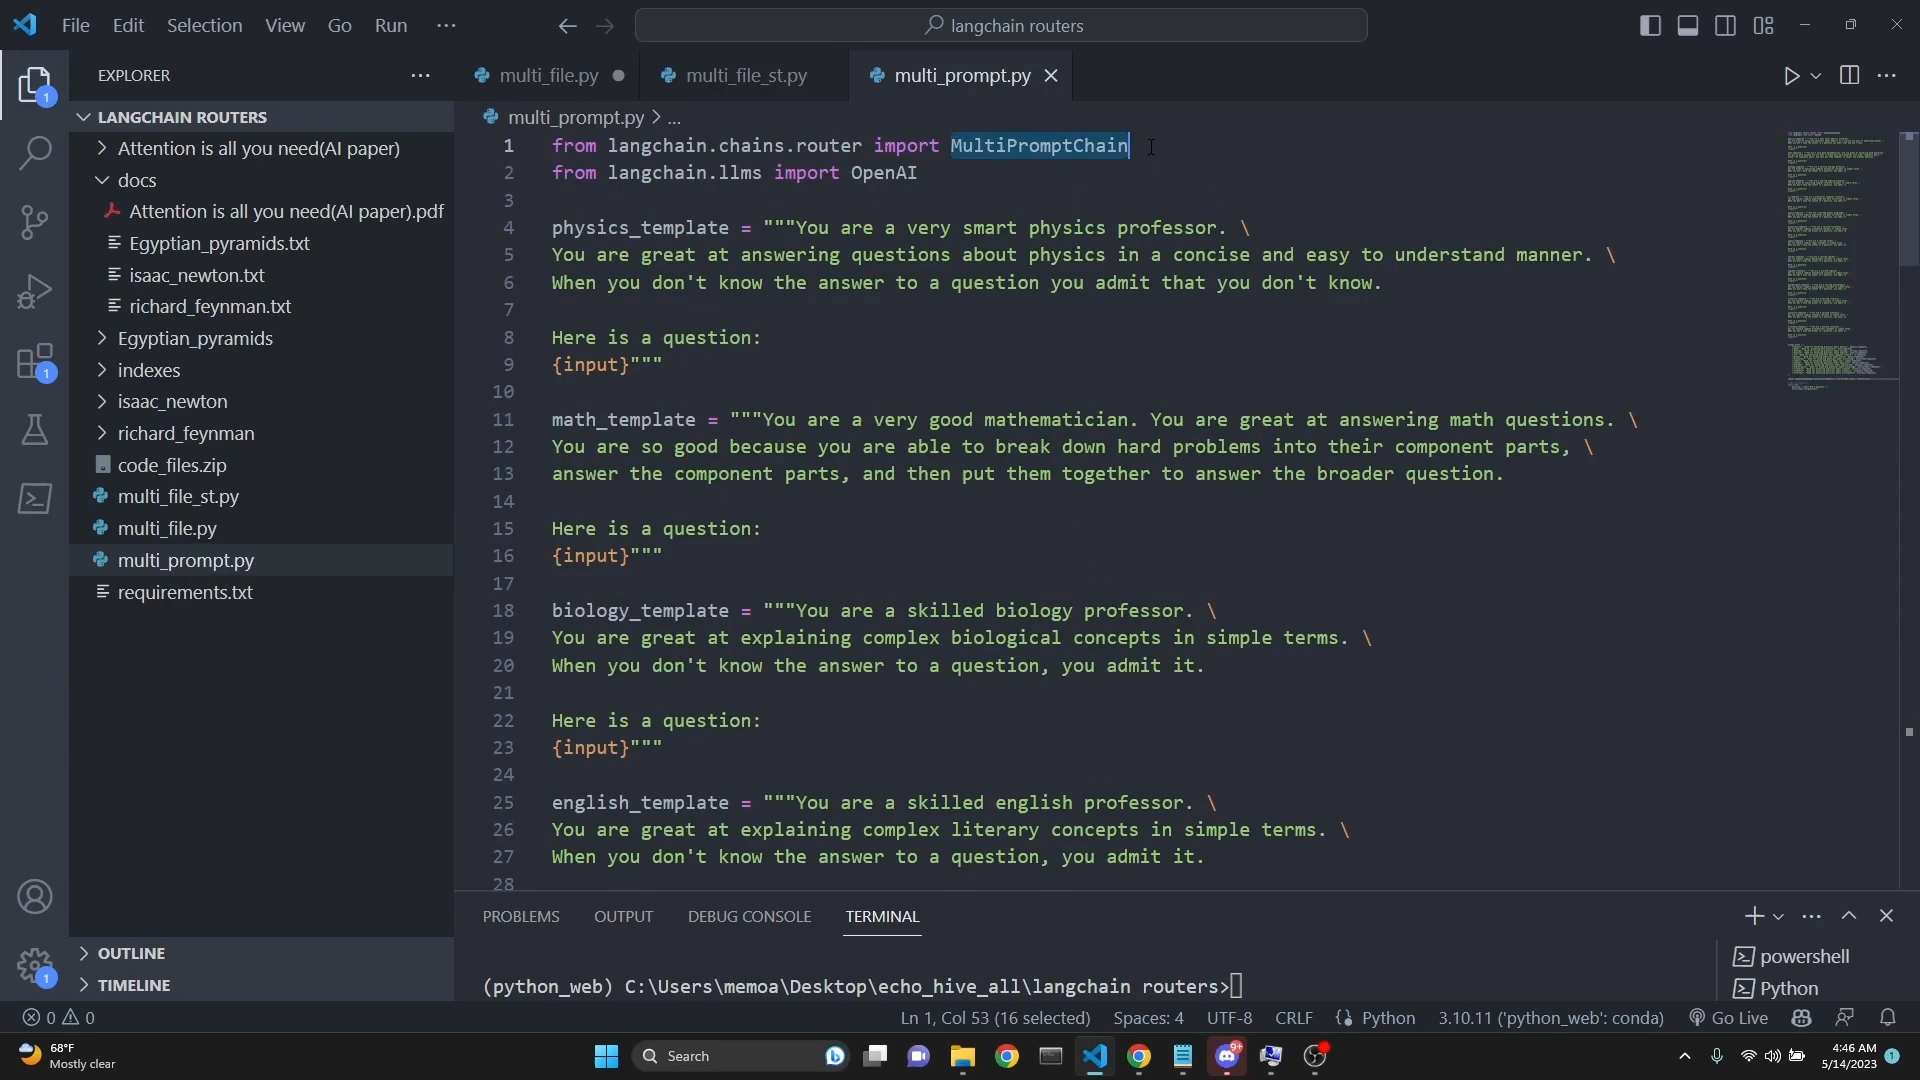 File Edit Selection View Go Run ···
langchain routers
EXPLORER ···
LANGCHAIN ROUTERS
Attention is all you need(AI paper)
docs
Attention is all you need(AI paper).pdf
Egyptian_pyramids.txt
isaac_newton.txt
richard_feynman.txt
Egyptian_pyramids
indexes
isaac_newton
richard_feynman
code_files.zip
multi_file_st.py
multi_file.py
multi_prompt.py
requirements.txt
OUTLINE
TIMELINE
1
1
1
multi_file.py multi_file_st.py multi_prompt.py
multi_prompt.py > ...
1 from langchain.chains.router import MultiPromptChain
2 from langchain.llms import OpenAI
3
4 physics_template = """You are a very smart physics professor. \
5 You are great at answering questions about physics in a concise and easy to understand manner. \
6 When you don't know the answer to a question you admit that you don't know.
7
8 Here is a question:
9 {input}"""
10
11 math_template = """You are a very good mathematician. You are great at answering math questions. \
12 You are so good because you are able to break down hard problems into their component parts, \
13 answer the component parts, and then put them together to answer the broader question.
14
15 Here is a question:
16 {input}"""
17
18 biology_template = """You are a skilled biology professor. \
19 You are great at explaining complex biological concepts in simple terms. \
20 When you don't know the answer to a question, you admit it.
21
22 Here is a question:
23 {input}"""
24
25 english_template = """You are a skilled english professor. \
26 You are great at explaining complex literary concepts in simple terms. \
27 When you don't know the answer to a question, you admit it.
28
PROBLEMS OUTPUT DEBUG CONSOLE TERMINAL
(python_web) C:\Users\memoa\Desktop\echo_hive_all\langchain routers>
powershell
Python
0 0 Ln 1, Col 53 (16 selected) Spaces: 4 UTF-8 CRLF Python 3.10.11 ('python_web': conda) Go Live
68°F
Mostly clear
Search
9+
4:46 AM
5/14/2023
1